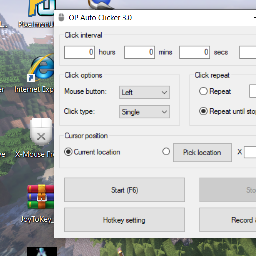 OP Auto Clicker 3.0
Click interval
0 hours 0 mins 0 secs
Click options
Click repeat
Mouse button: Left
Repeat
Click type: Single
Repeat until sto
Cursor position
Current location
Pick location
X
Start (F6)
Sto
Hotkey setting
Record
Internet Exp
X-Mouse
JoyToKey